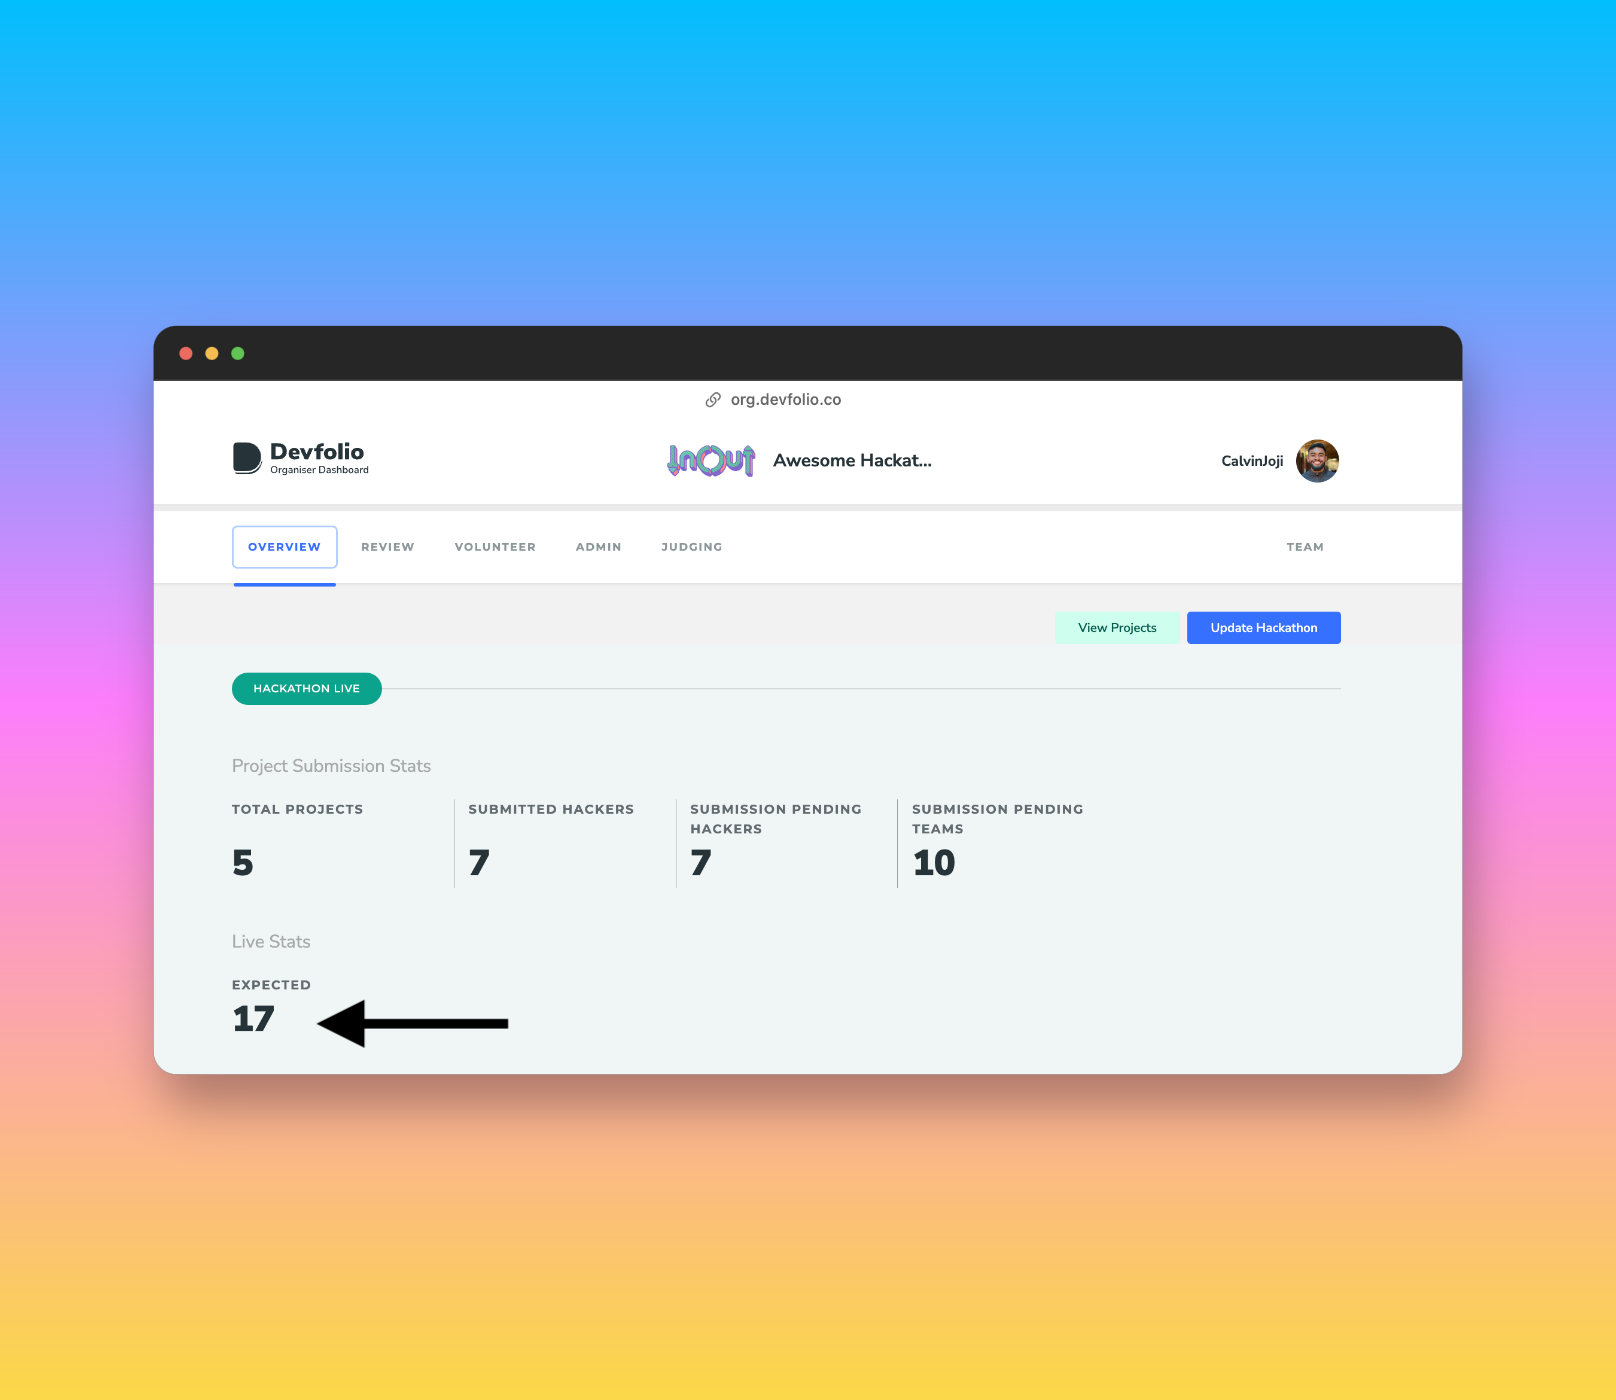 org.devfolio.co
Devfolio
Organiser Dashboard
InOut
Awesome Hackat...
CalvinJoji
OVERVIEW
REVIEW
VOLUNTEER
ADMIN
JUDGING
TEAM
View Projects
Update Hackathon
HACKATHON LIVE
Project Submission Stats
TOTAL PROJECTS
5
SUBMITTED HACKERS
7
SUBMISSION PENDING
HACKERS
7
SUBMISSION PENDING
TEAMS
10
Live Stats
EXPECTED
17